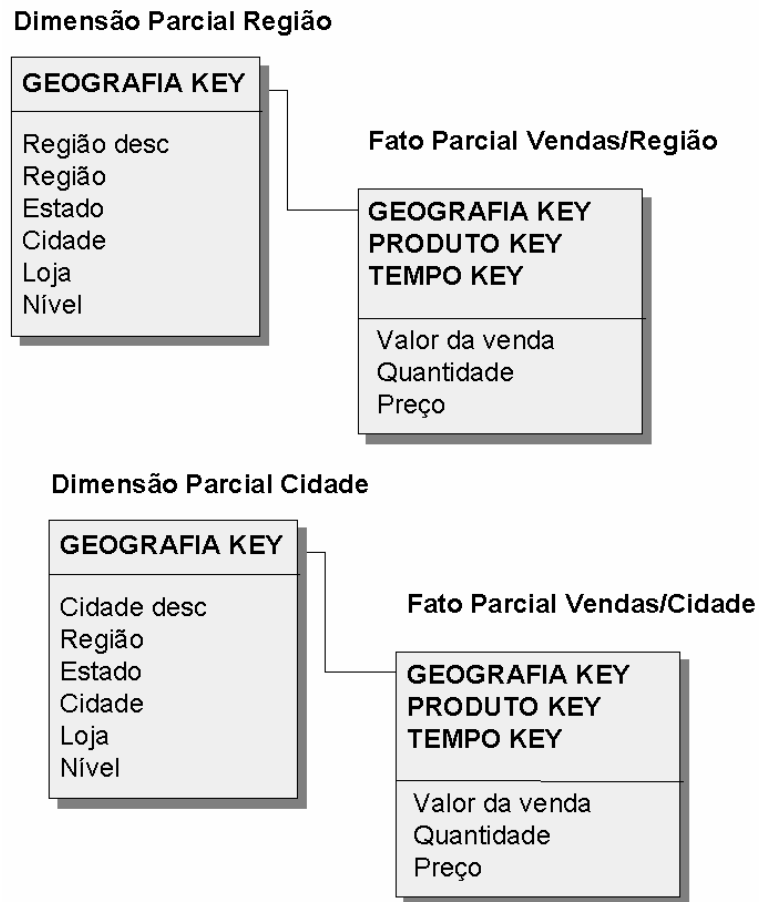 Dimensão Parcial Região
GEOGRAFIA KEY
Região desc
Região
Estado
Cidade
Loja
Nível
Fato Parcial Vendas/Região
GEOGRAFIA KEY
PRODUTO KEY
TEMPO KEY
Valor da venda
Quantidade
Preço
Dimensão Parcial Cidade
GEOGRAFIA KEY
Cidade desc
Região
Estado
Cidade
Loja
Nível
Fato Parcial Vendas/Cidade
GEOGRAFIA KEY
PRODUTO KEY
TEMPO KEY
Valor da venda
Quantidade
Preço